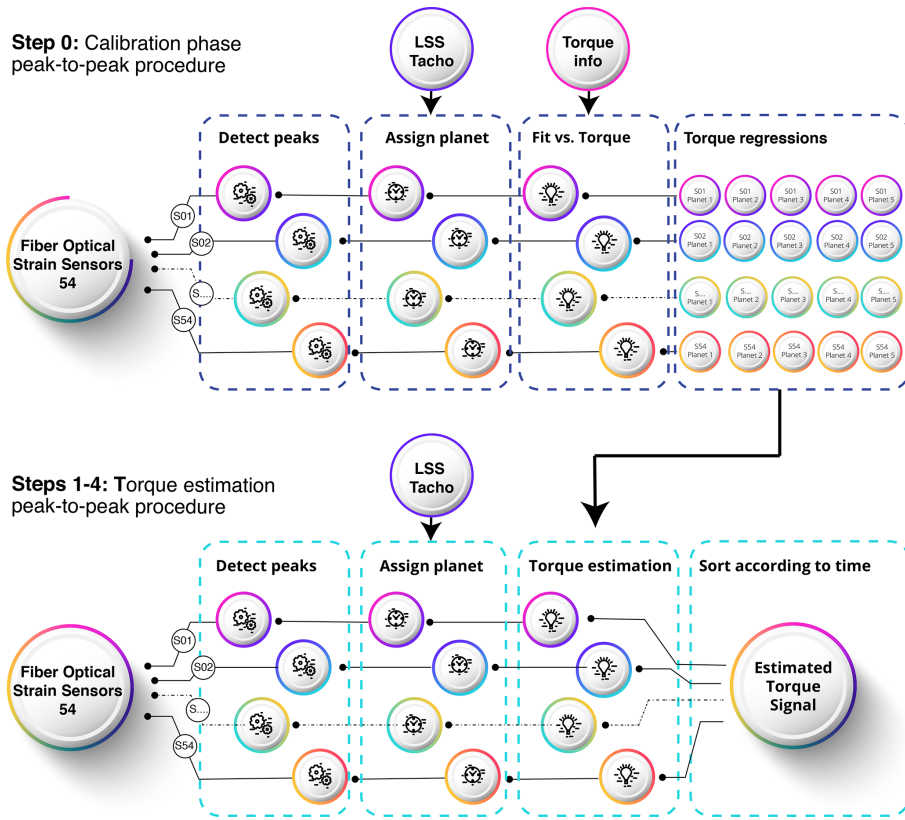 Step 0: Calibration phase
peak-to-peak procedure
LSS
Tacho
Torque
info
Detect peaks
Assign planet
Fit vs. Torque
Torque regressions
Fiber Optical
Strain Sensors
54
S01
S02
S....
S54
S01
Planet 1
S01
Planet 2
S01
Planet 3
S01
Planet 4
S01
Planet 5
S02
Planet 1
S02
Planet 2
S02
Planet 3
S02
Planet 4
S02
Planet 5
S...
Planet 1
S...
Planet 2
S...
Planet 3
S...
Planet 4
S...
Planet 5
S54
Planet 1
S54
Planet 2
S54
Planet 3
S54
Planet 4
S54
Planet 5
Steps 1-4: Torque estimation
peak-to-peak procedure
LSS
Tacho
Detect peaks
Assign planet
Torque estimation
Sort according to time
Fiber Optical
Strain Sensors
54
S01
S02
S....
S54
Estimated
Torque
Signal